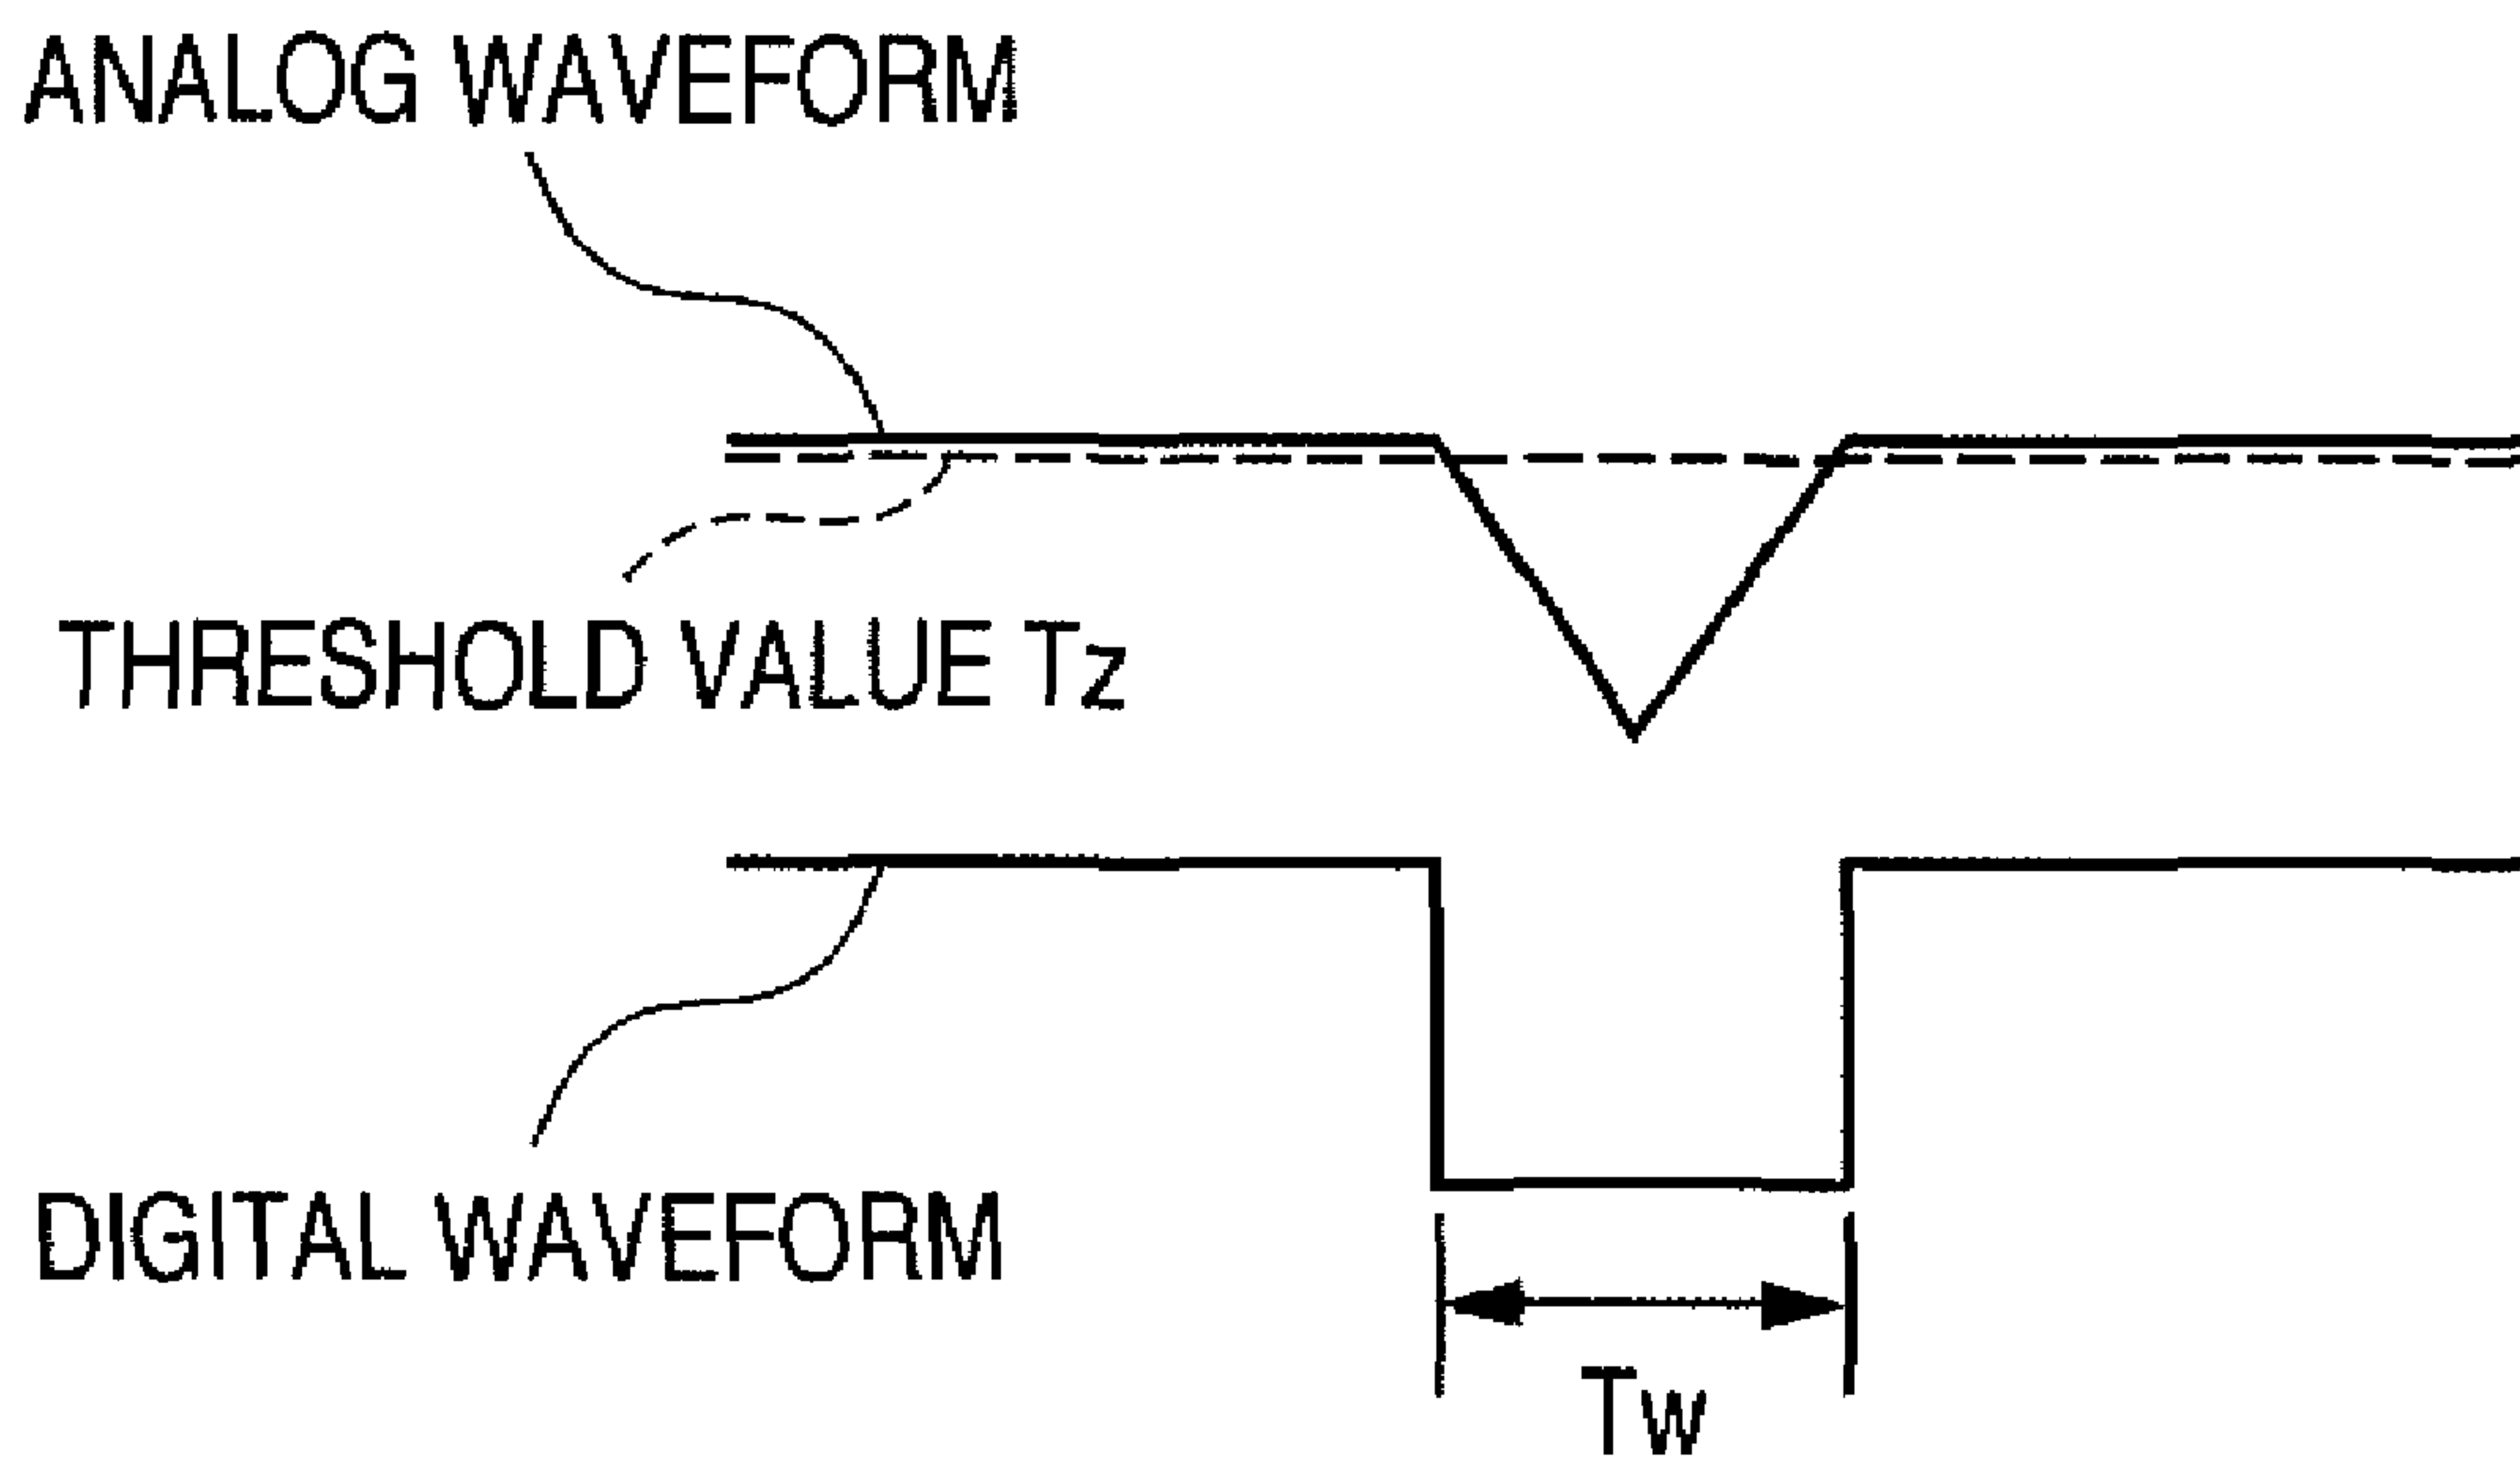 ANALOG WAVEFORM
THRESHOLD VALUE Tz
DIGITAL WAVEFORM
Tw